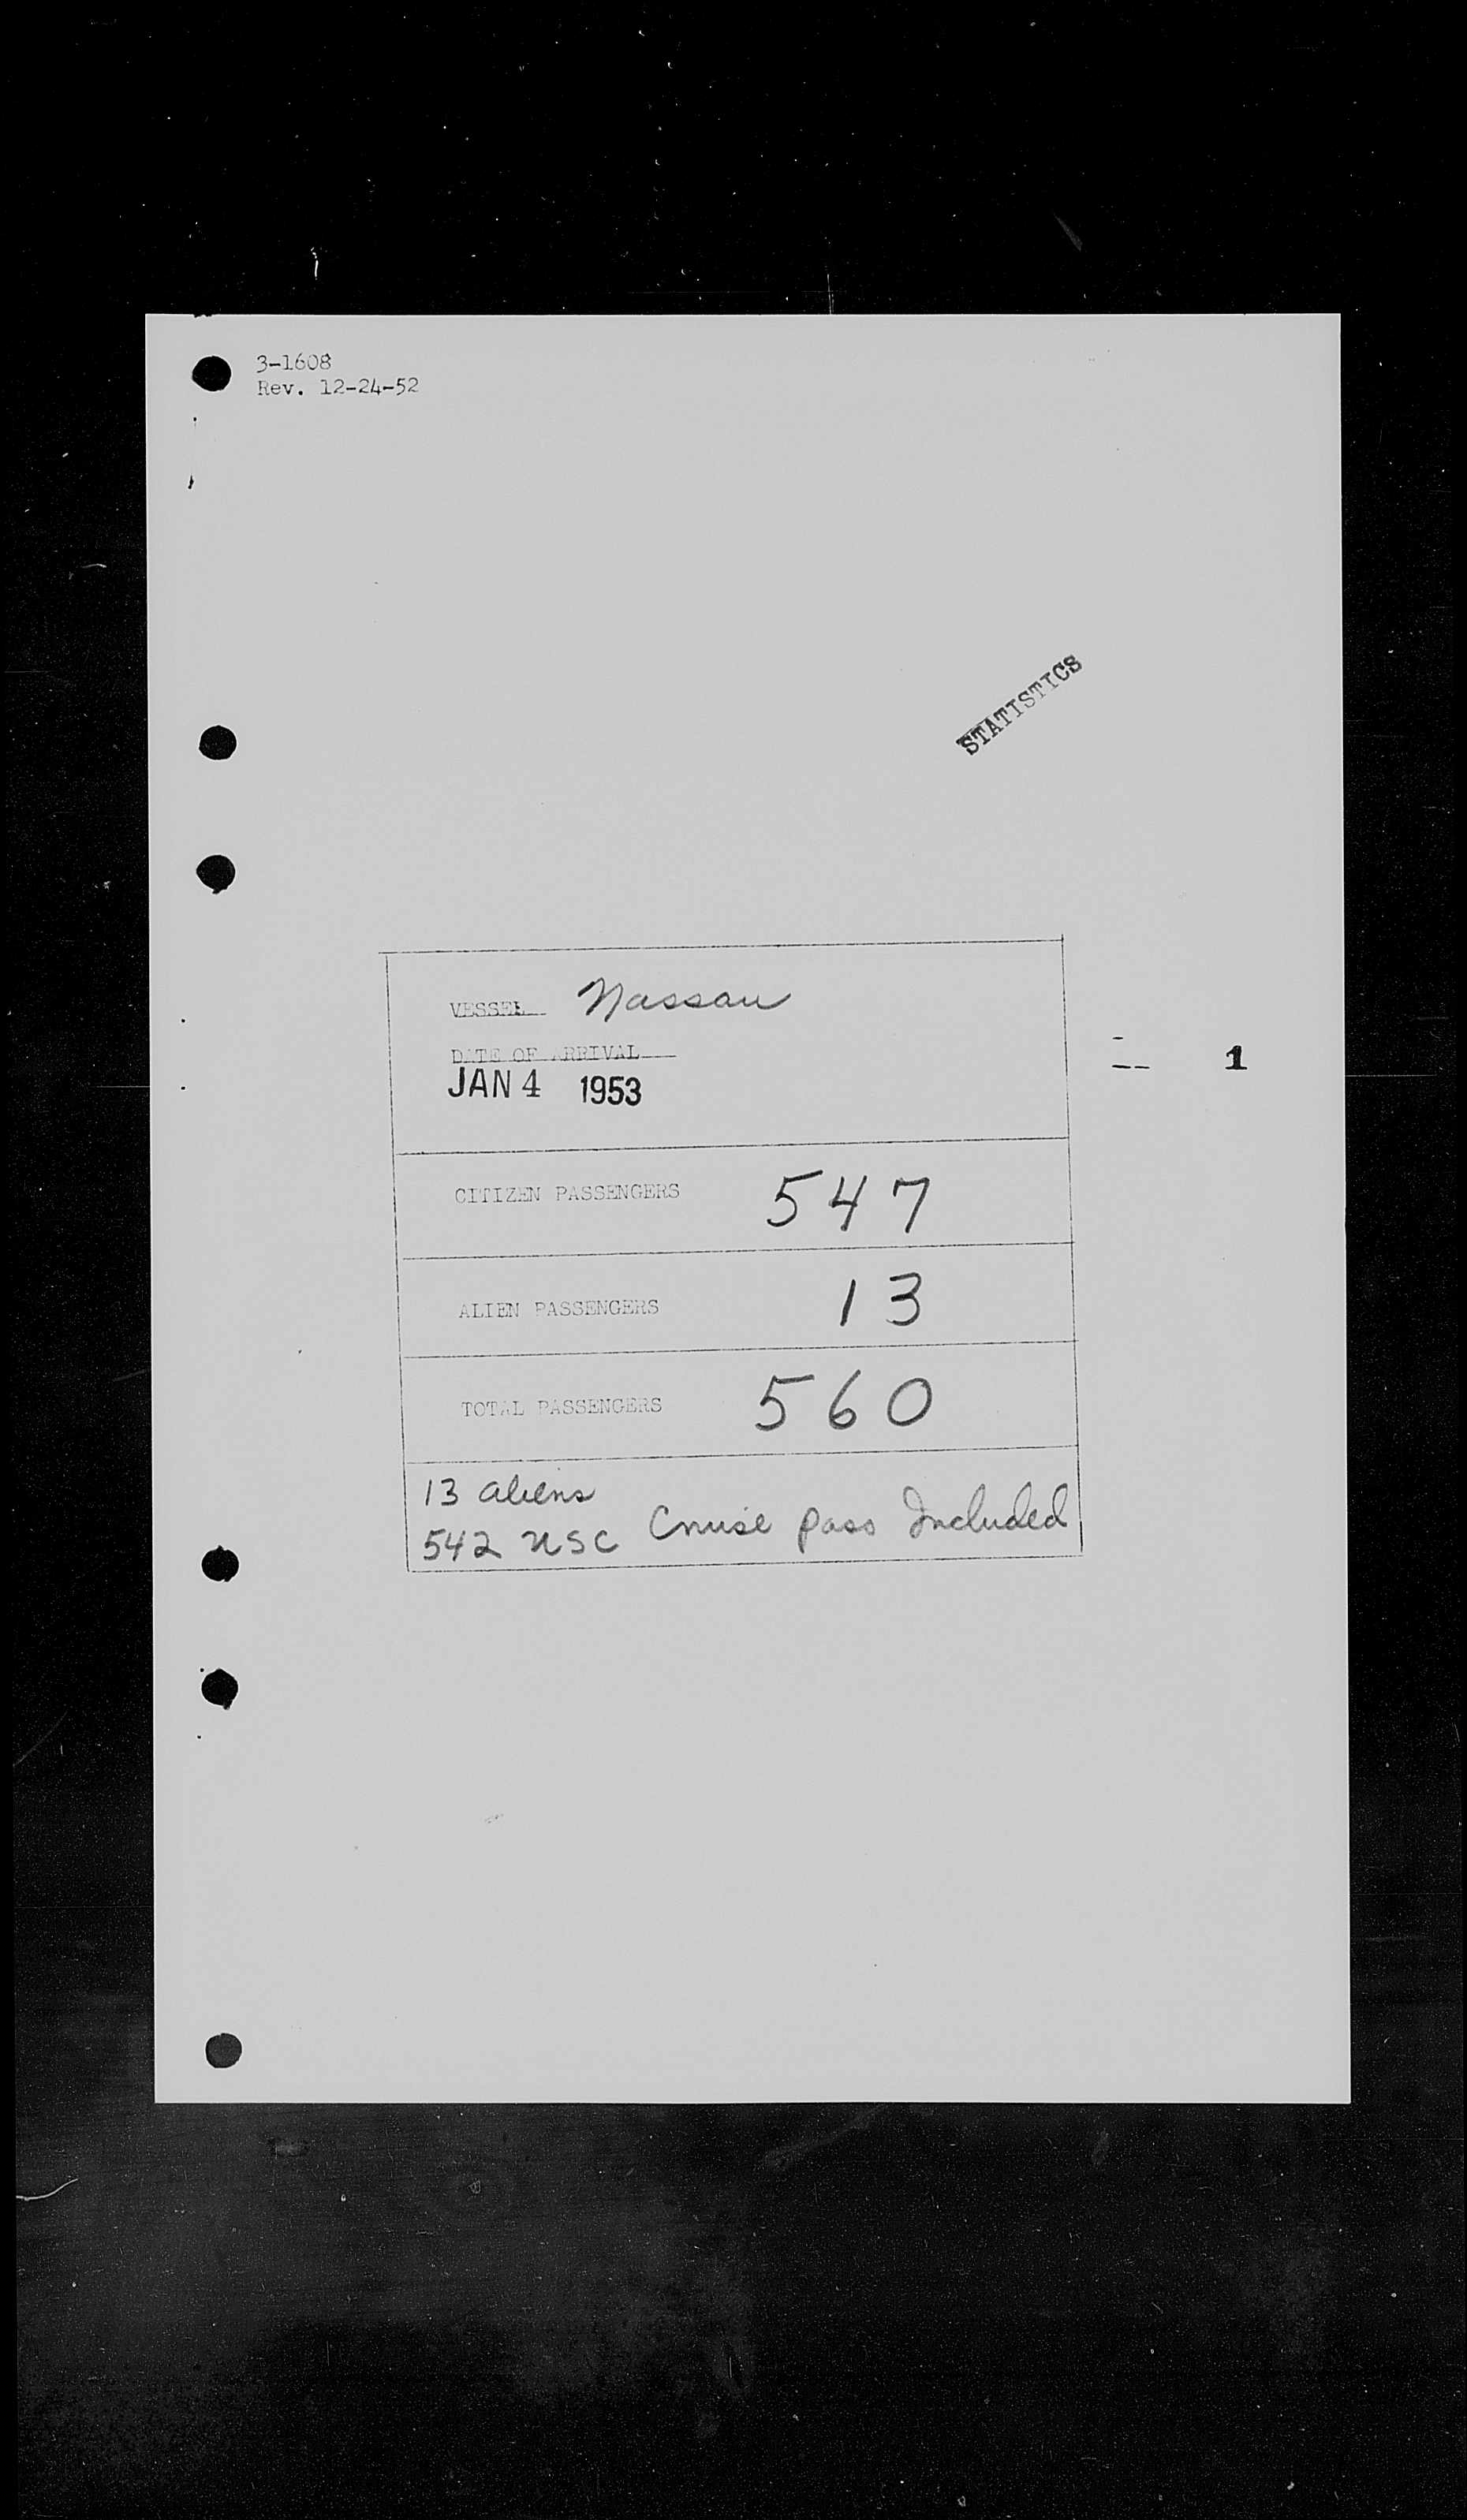 3-1608
Rev. 12-24-52
STATISTICS
VESSEL Nassau
DATE OF ARRIVAL
JAN 4 1953
1
CITIZEN PASSENGERS 547
ALIEN PASSENGERS 13
TOTAL PASSENGERS 560
13 aliens
542 USC Cruise pass Included